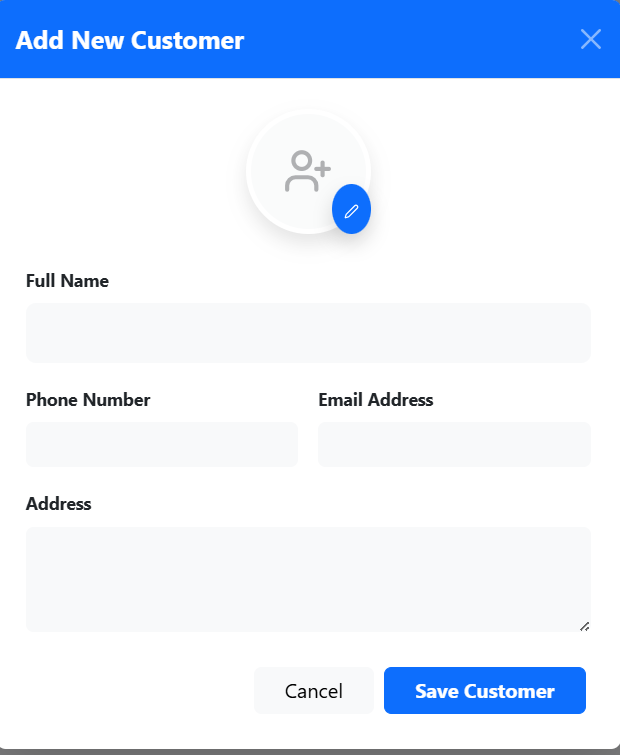 Add New Customer
Full Name
Phone Number Email Address
Address
Cancel Save Customer